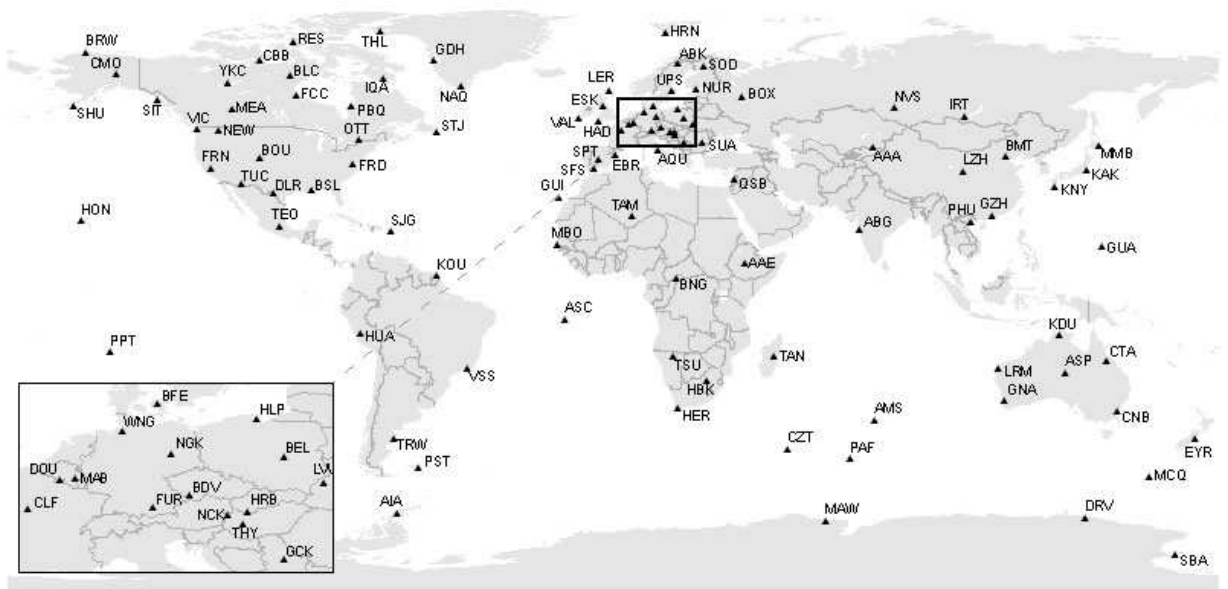 HRN
BRW
RES
THL
GDH
CMO
CBB
ABK
SOD
YKC
BLC
IQA
LER
UPS
NUR
BOX
SHU
SIT
MEA
FCC
PBQ
NAQ
ESK
NVS
IRT
VIC
NEW
OTT
STJ
VAL
HAD
FRN
BOU
FRD
SPT
EBR
AQU
SUA
AAA
LZH
BMT
MMB
TUC
DLR
BSL
SFS
QSB
KAK
KNY
GUI
HON
TEO
SJG
TAM
ABG
PHU
GZH
MBO
GUA
KOU
AAE
BNG
ASC
HUA
KDU
PPT
VSS
TSU
TAN
LRM
ASP
CTA
HBK
GNA
HER
AMS
CNB
TRW
PST
CZT
PAF
EYR
MCQ
AIA
MAW
DRV
SBA
BFE
WNG
HLP
NGK
BEL
DOU
MAB
CLF
FUR
BDV
HRB
NCK
THY
GCK